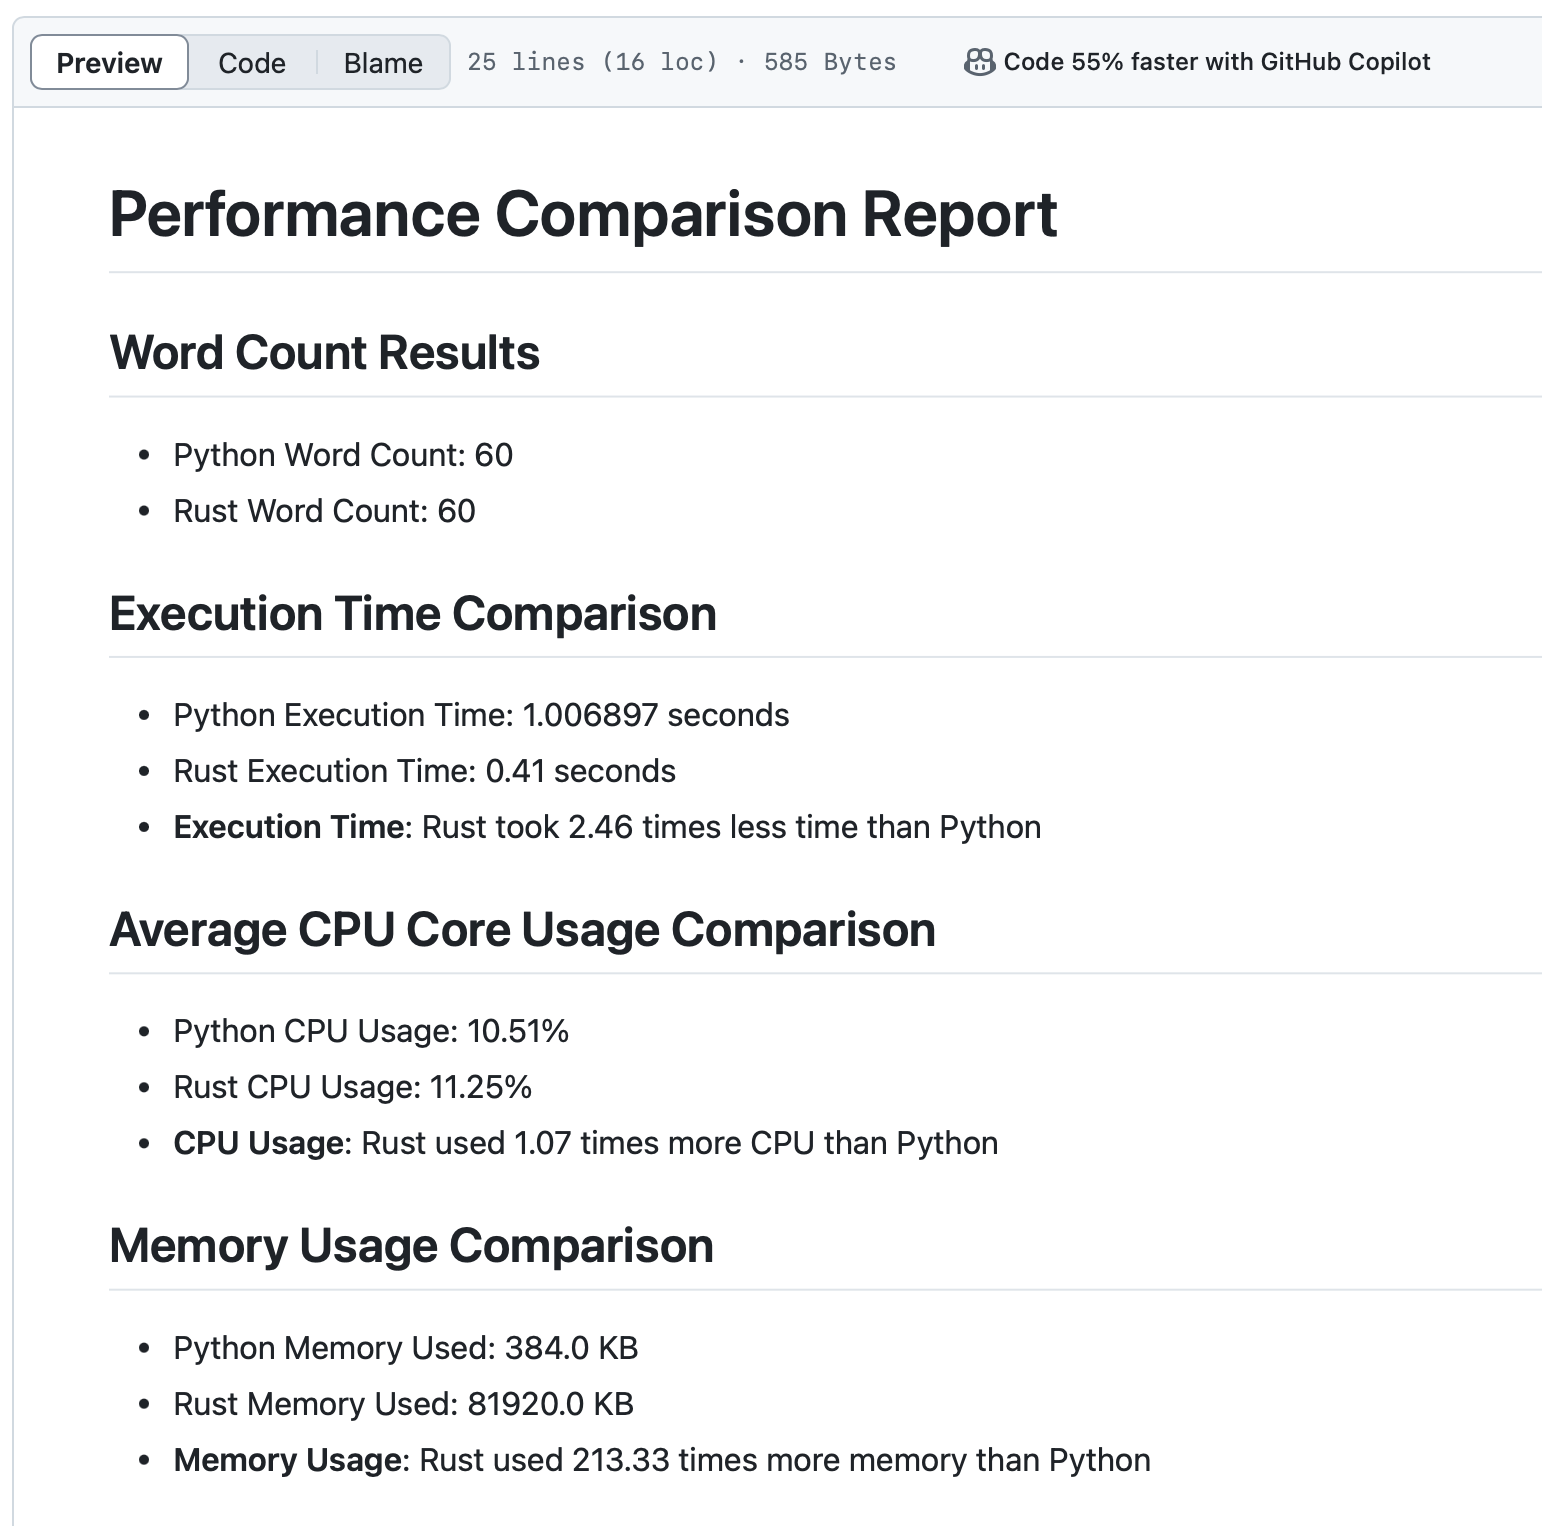 Preview Code Blame 25 lines (16 loc) · 585 Bytes Code 55% faster with GitHub Copilot
Performance Comparison Report
Word Count Results
• Python Word Count: 60
• Rust Word Count: 60
Execution Time Comparison
• Python Execution Time: 1.006897 seconds
• Rust Execution Time: 0.41 seconds
• Execution Time: Rust took 2.46 times less time than Python
Average CPU Core Usage Comparison
• Python CPU Usage: 10.51%
• Rust CPU Usage: 11.25%
• CPU Usage: Rust used 1.07 times more CPU than Python
Memory Usage Comparison
• Python Memory Used: 384.0 KB
• Rust Memory Used: 81920.0 KB
• Memory Usage: Rust used 213.33 times more memory than Python